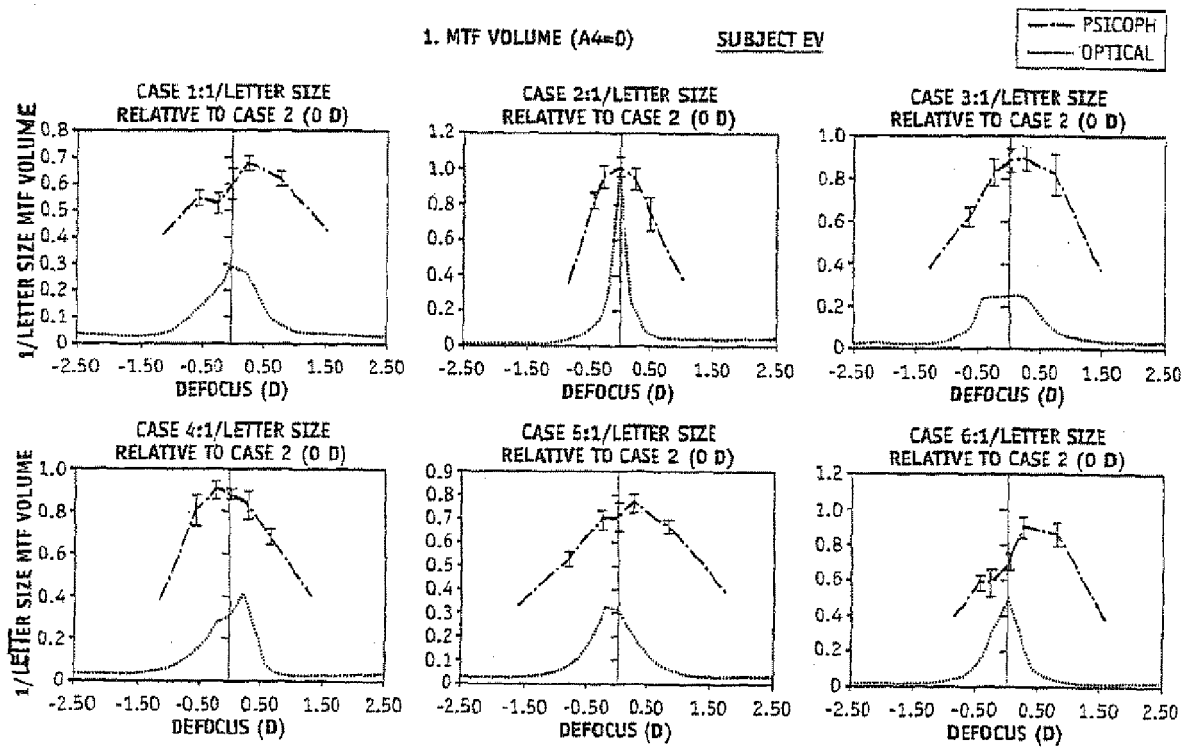 1. MTF VOLUME (A4=0) SUBJECT EV
PSICOPH
OPTICAL
CASE 1:1/LETTER SIZE
RELATIVE TO CASE 2 (0 D)
1/LETTER SIZE MTF VOLUME
0.8
0.7
0.6
0.5
0.4
0.3
0.2
0.1
0
-2.50 -1.50 -0.50 0.50 1.50 2.50
DEFOCUS (D)
CASE 2:1/LETTER SIZE
RELATIVE TO CASE 2 (0 D)
1.2
1.0
0.8
0.6
0.4
0.2
0
-2.50 -1.50 -0.50 0.50 1.50 2.50
DEFOCUS (D)
CASE 3:1/LETTER SIZE
RELATIVE TO CASE 2 (0 D)
1.0
0.8
0.6
0.4
0.2
0
-2.50 -1.50 -0.50 0.50 1.50 2.50
DEFOCUS (D)
CASE 4:1/LETTER SIZE
RELATIVE TO CASE 2 (0 D)
1/LETTER SIZE MTF VOLUME
1.0
0.8
0.6
0.4
0.2
0
-2.50 -1.50 -0.50 0.50 1.50 2.50
DEFOCUS (D)
CASE 5:1/LETTER SIZE
RELATIVE TO CASE 2 (0 D)
0.9
0.8
0.7
0.6
0.5
0.4
0.3
0.2
0.1
0
-2.50 -1.50 -0.50 0.50 1.50 2.50
DEFOCUS (D)
CASE 6:1/LETTER SIZE
RELATIVE TO CASE 2 (0 D)
1.2
1.0
0.8
0.6
0.4
0.2
0
-2.50 -1.50 -0.50 0.50 1.50 2.50
DEFOCUS (D)